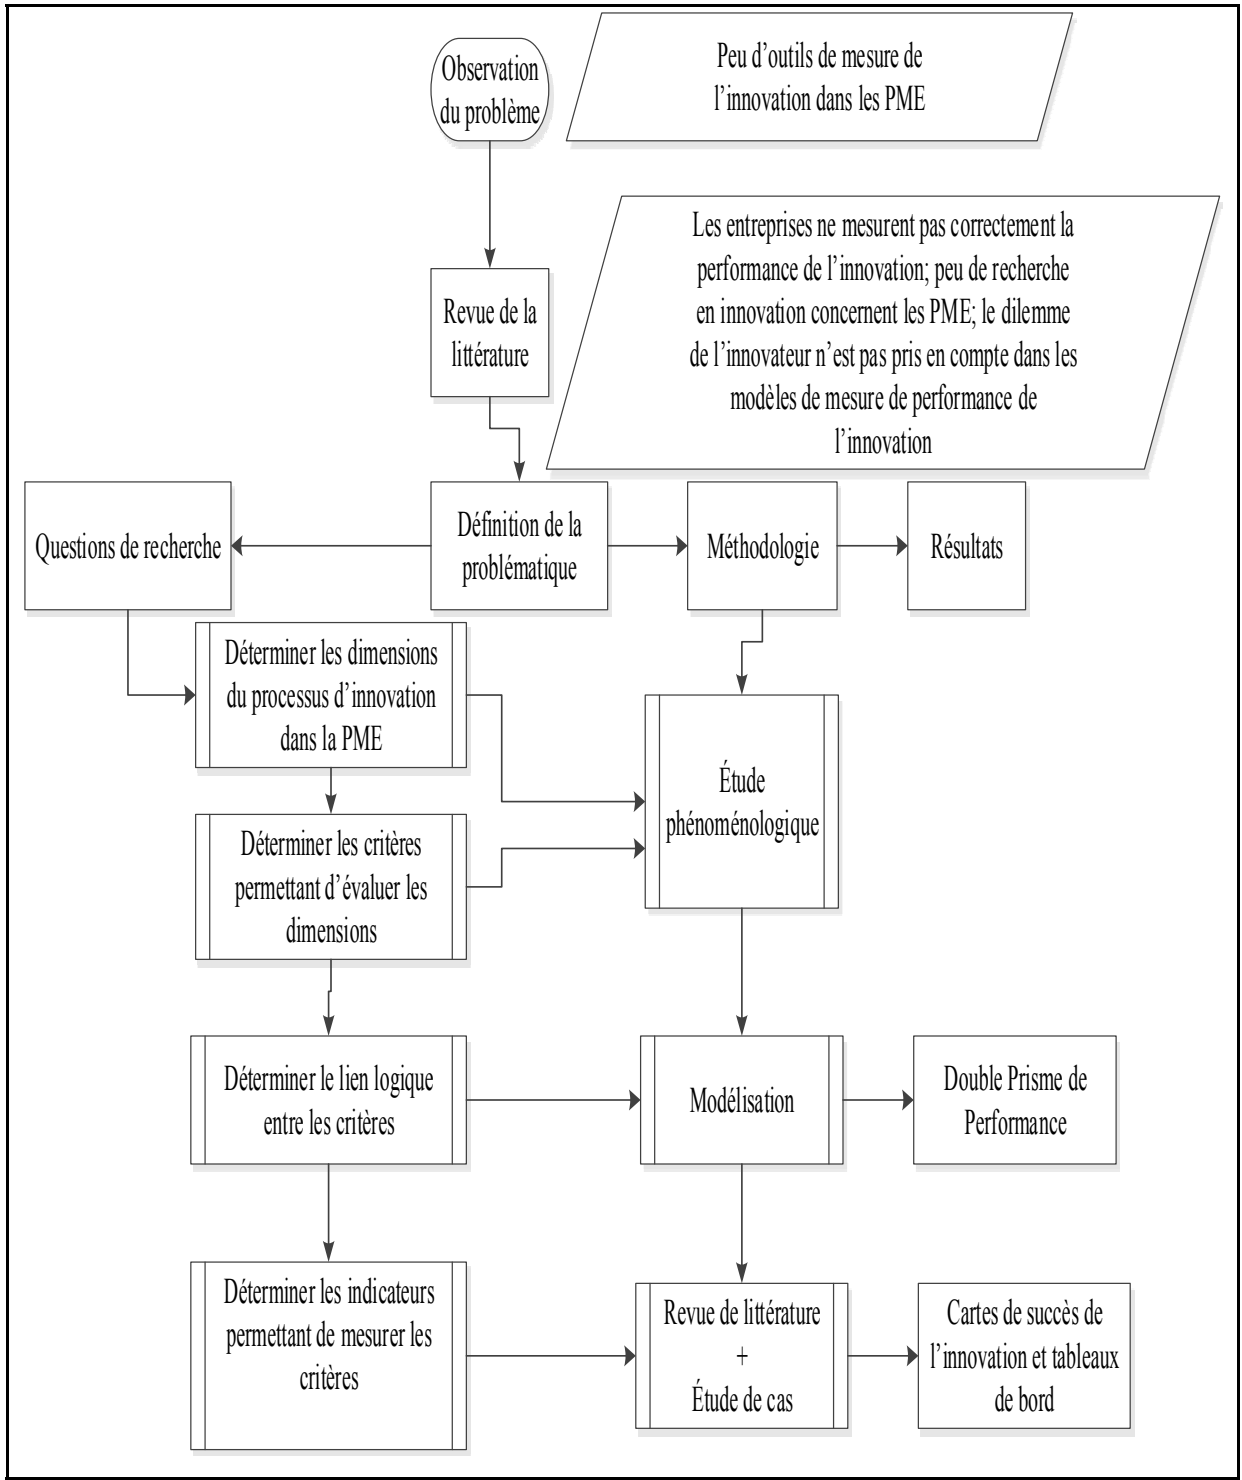 Observation
du problème
Peu d'outils de mesure de
l'innovation dans les PME
Les entreprises ne mesurent pas correctement la
performance de l'innovation; peu de recherche
en innovation concernent les PME; le dilemme
de l'innovateur n'est pas pris en compte dans les
modèles de mesure de performance de
l'innovation
Revue de la
littérature
Questions de recherche
Définition de la
problématique
Méthodologie
Résultats
Déterminer les dimensions
du processus d'innovation
dans la PME
Étude
phénoménologique
Déterminer les critères
permettant d'évaluer les
dimensions
Déterminer le lien logique
entre les critères
Modélisation
Double Prisme de
Performance
Déterminer les indicateurs
permettant de mesurer les
critères
Revue de littérature
+
Étude de cas
Cartes de succès de
l'innovation et tableaux
de bord